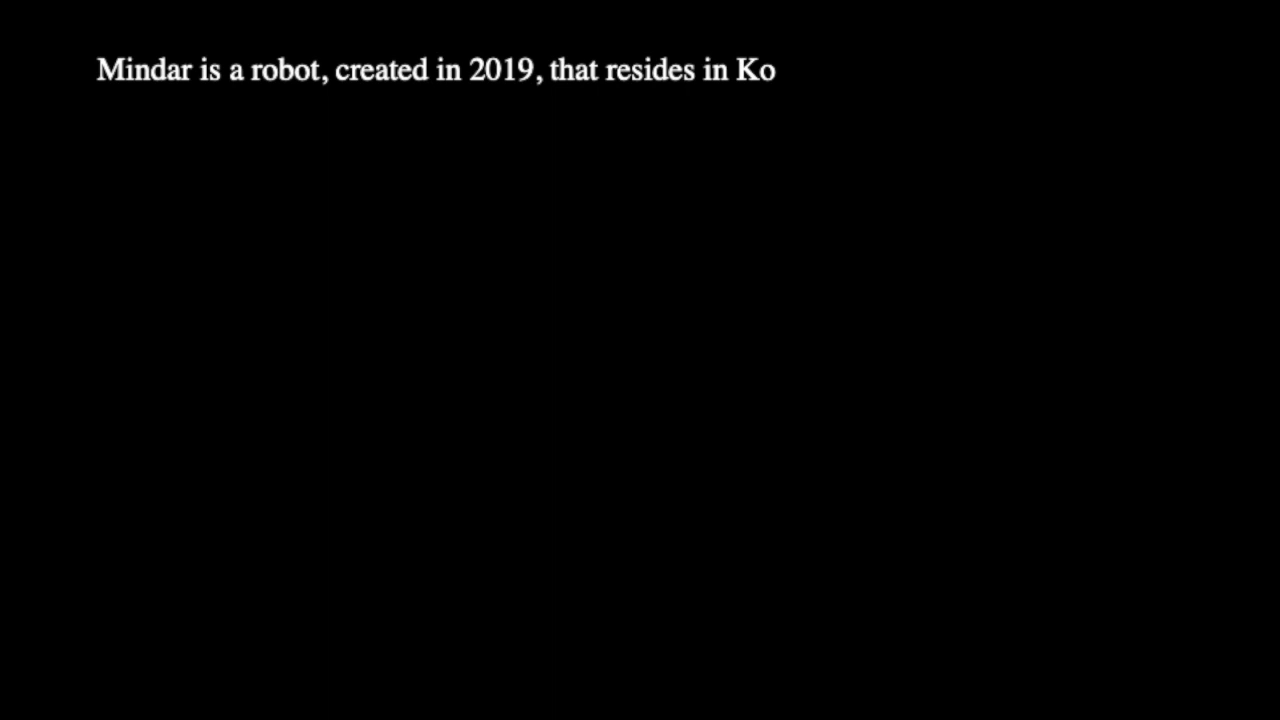 Mindar is a robot, created in 2019, that resides in Ko